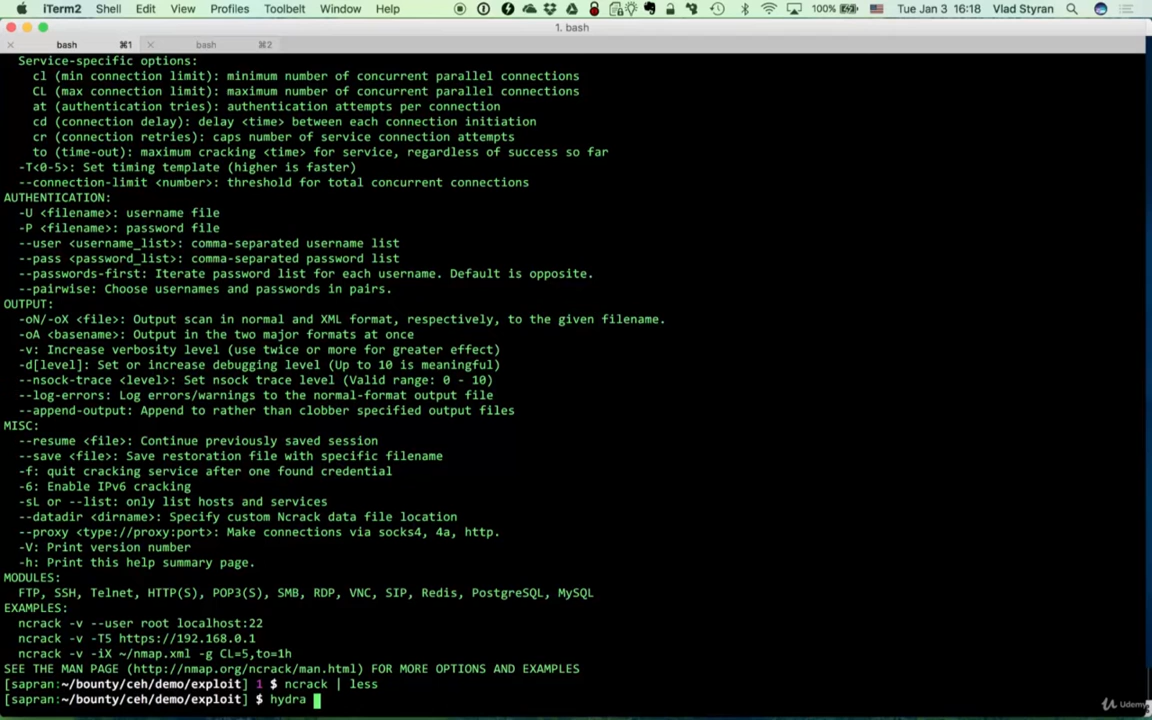 iTerm2 Shell Edit View Profiles Toolbelt Window Help 100% Tue Jan 3 16:18 Vlad Styran
1. bash
bash ⌘1 bash ⌘2
Service-specific options:
cl (min connection limit): minimum number of concurrent parallel connections
CL (max connection limit): maximum number of concurrent parallel connections
at (authentication tries): authentication attempts per connection
cd (connection delay): delay <time> between each connection initiation
cr (connection retries): caps number of service connection attempts
to (time-out): maximum cracking <time> for service, regardless of success so far
-T<0-5>: Set timing template (higher is faster)
--connection-limit <number>: threshold for total concurrent connections
AUTHENTICATION:
-U <filename>: username file
-P <filename>: password file
--user <username_list>: comma-separated username list
--pass <password_list>: comma-separated password list
--passwords-first: Iterate password list for each username. Default is opposite.
--pairwise: Choose usernames and passwords in pairs.
OUTPUT:
-oN/-oX <file>: Output scan in normal and XML format, respectively, to the given filename.
-oA <basename>: Output in the two major formats at once
-v: Increase verbosity level (use twice or more for greater effect)
-d[level]: Set or increase debugging level (Up to 10 is meaningful)
--nsock-trace <level>: Set nsock trace level (Valid range: 0 - 10)
--log-errors: Log errors/warnings to the normal-format output file
--append-output: Append to rather than clobber specified output files
MISC:
--resume <file>: Continue previously saved session
--save <file>: Save restoration file with specific filename
-f: quit cracking service after one found credential
-6: Enable IPv6 cracking
-sL or --list: only list hosts and services
--datadir <dirname>: Specify custom Ncrack data file location
--proxy <type://proxy:port>: Make connections via socks4, 4a, http.
-V: Print version number
-h: Print this help summary page.
MODULES:
FTP, SSH, Telnet, HTTP(S), POP3(S), SMB, RDP, VNC, SIP, Redis, PostgreSQL, MySQL
EXAMPLES:
ncrack -v --user root localhost:22
ncrack -v -T5 https://192.168.0.1
ncrack -v -iX ~/nmap.xml -g CL=5,to=1h
SEE THE MAN PAGE (http://nmap.org/ncrack/man.html) FOR MORE OPTIONS AND EXAMPLES
[sapran:~/bounty/ceh/demo/exploit] 1 $ ncrack | less
[sapran:~/bounty/ceh/demo/exploit] $ hydra
Udemy